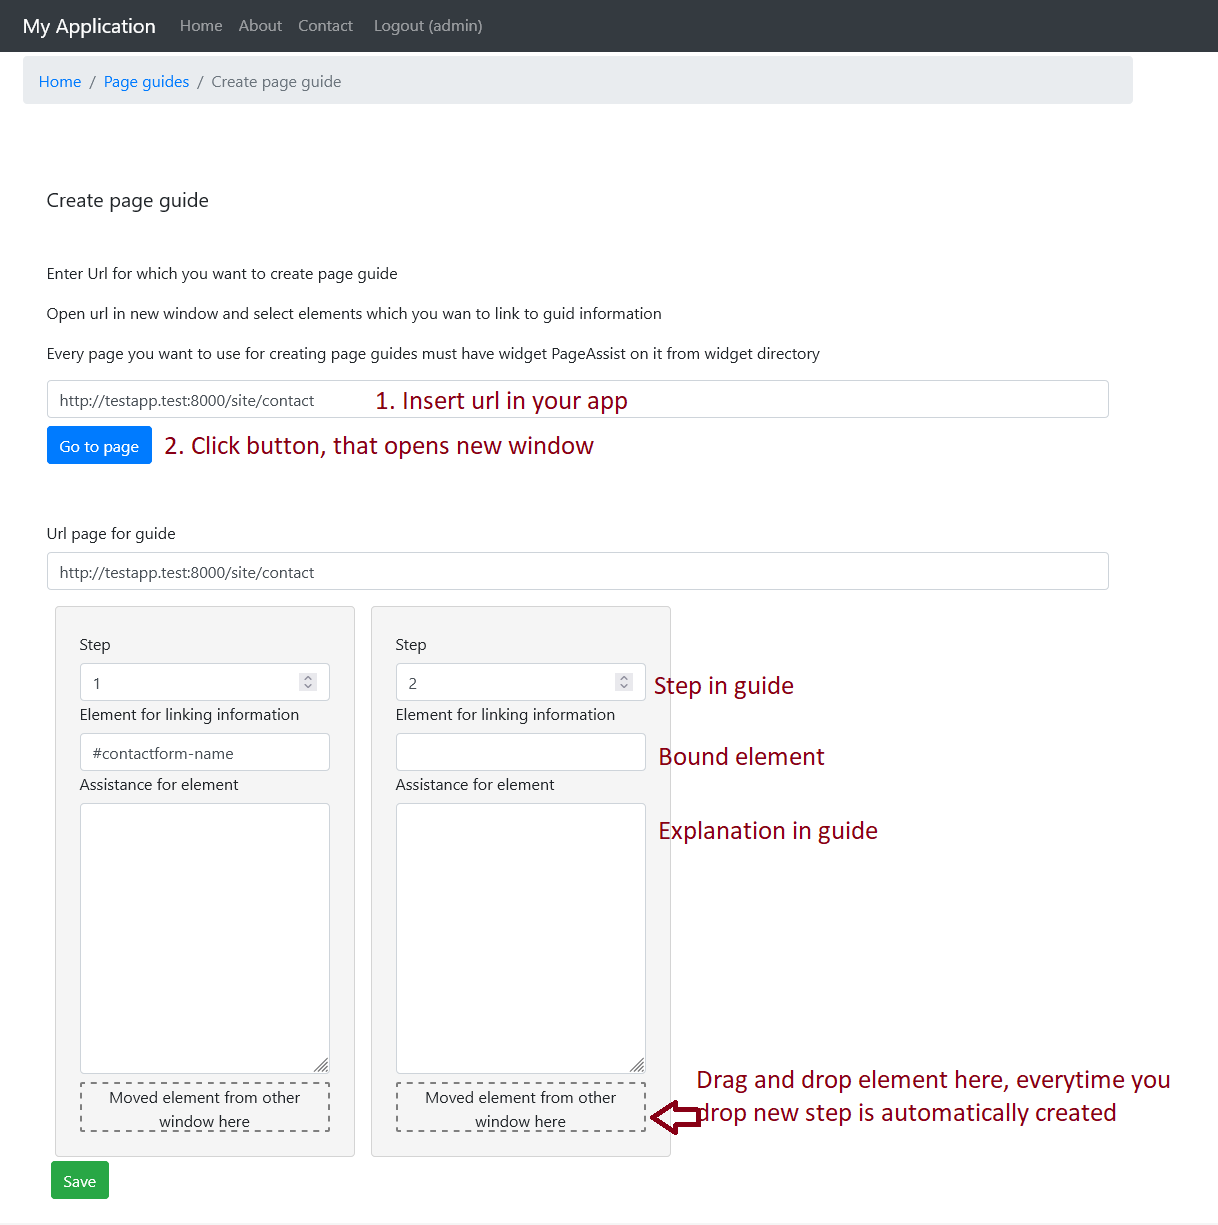 My Application Home About Contact Logout (admin)
Home / Page guides / Create page guide
Create page guide
Enter Url for which you want to create page guide
Open url in new window and select elements which you wan to link to guid information
Every page you want to use for creating page guides must have widget PageAssist on it from widget directory
http://testapp.test:8000/site/contact 1. Insert url in your app
Go to page 2. Click button, that opens new window
Url page for guide
http://testapp.test:8000/site/contact
Step Step
1 2 Step in guide
Element for linking information Element for linking information
#contactform-name Bound element
Assistance for element Assistance for element
Explanation in guide
Drag and drop element here, everytime you
drop new step is automatically created
Moved element from other Moved element from other
window here window here
Save